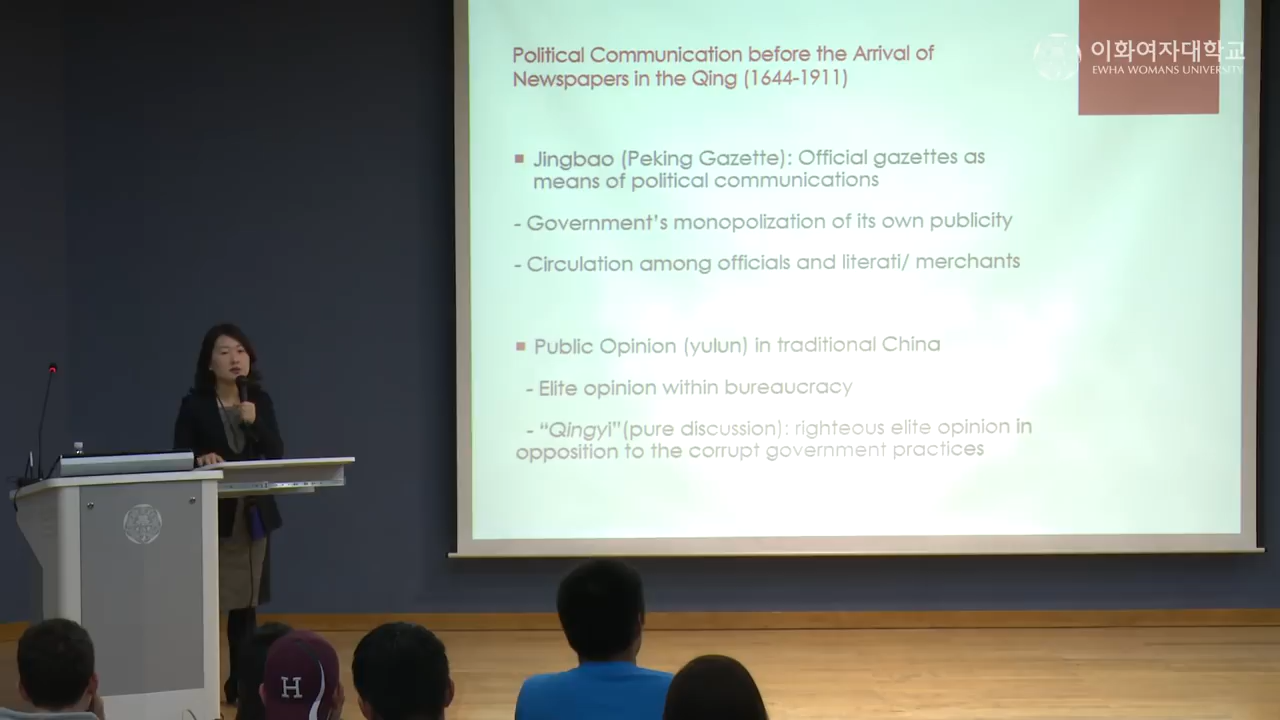 Political Communication before the Arrival of
Newspapers in the Qing (1644-1911)
이화여자대학교
EWHA WOMANS UNIVERSITY
■ Jingbao (Peking Gazette): Official gazettes as
means of political communications
- Government's monopolization of its own publicity
- Circulation among officials and literati/ merchants
■ Public Opinion (yulun) in traditional China
- Elite opinion within bureaucracy
- “Qingyi”(pure discussion): righteous elite opinion in
opposition to the corrupt government practices
H